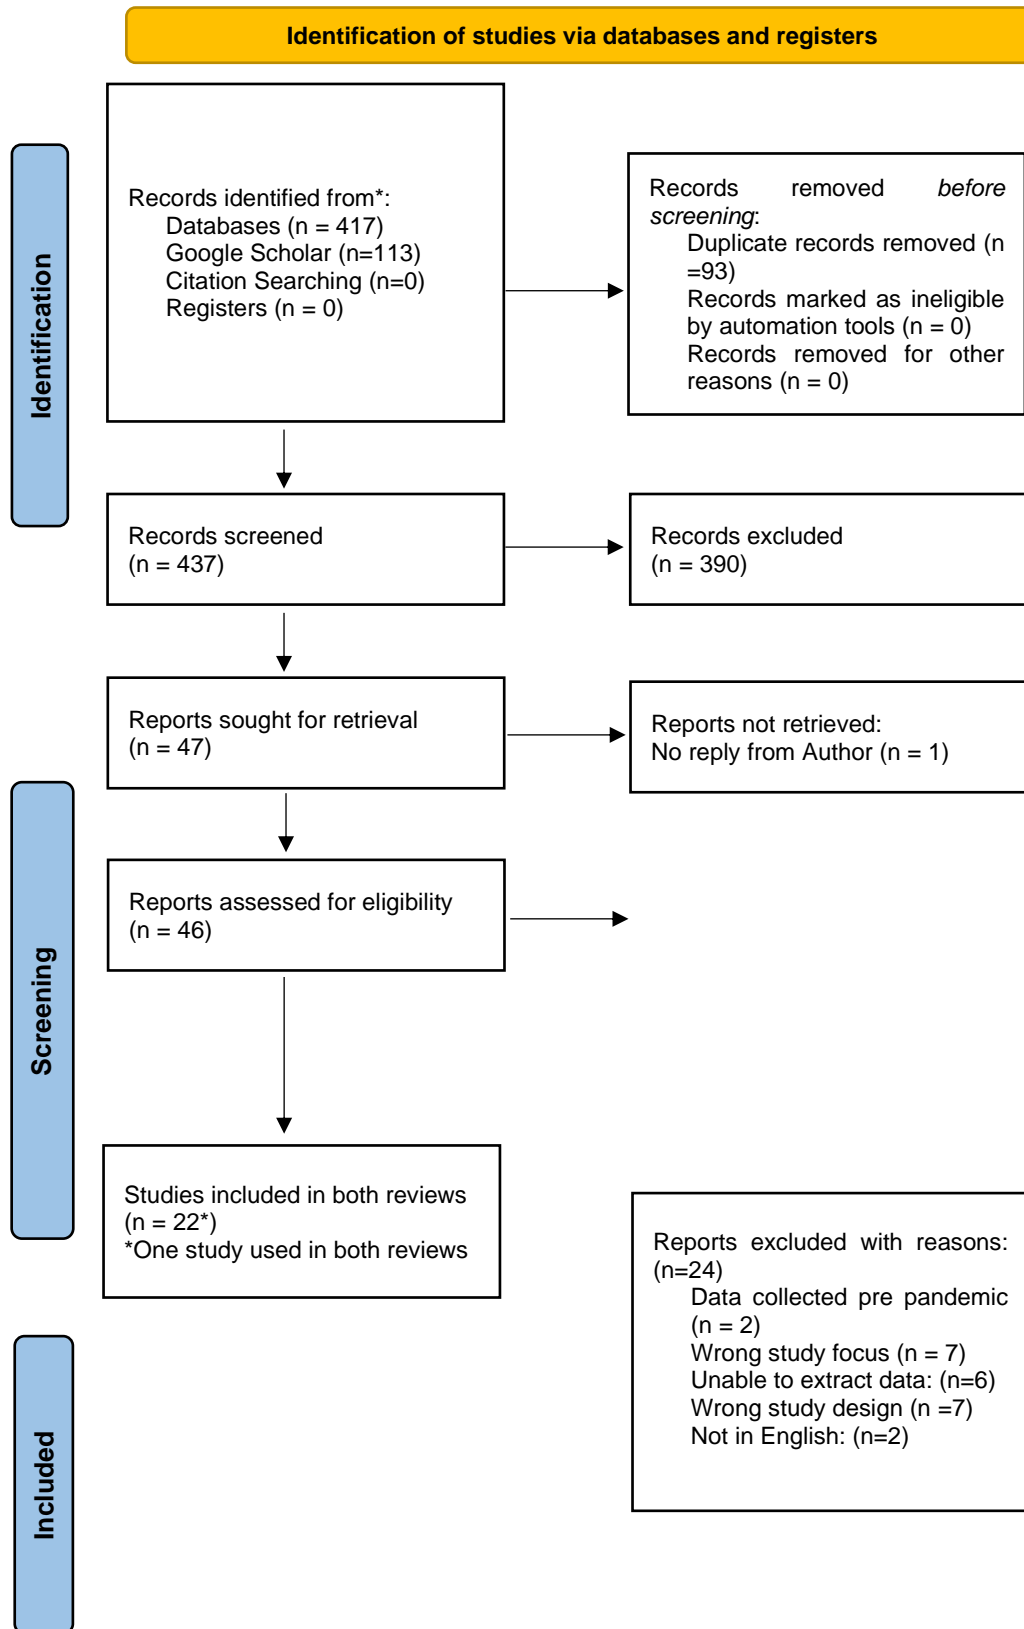 Identification of studies via databases and registers
Identification
Records identified from*:
Databases (n = 417)
Google Scholar (n=113)
Citation Searching (n=0)
Registers (n = 0)
Records removed before
screening:
Duplicate records removed (n
=93)
Records marked as ineligible
by automation tools (n = 0)
Records removed for other
reasons (n = 0)
Records screened
(n = 437)
Records excluded
(n = 390)
Reports sought for retrieval
(n = 47)
Reports not retrieved:
No reply from Author (n = 1)
Screening
Reports assessed for eligibility
(n = 46)
Studies included in both reviews
(n = 22*)
*One study used in both reviews
Reports excluded with reasons:
(n=24)
Data collected pre pandemic
(n = 2)
Wrong study focus (n = 7)
Unable to extract data: (n=6)
Wrong study design (n =7)
Not in English: (n=2)
Included